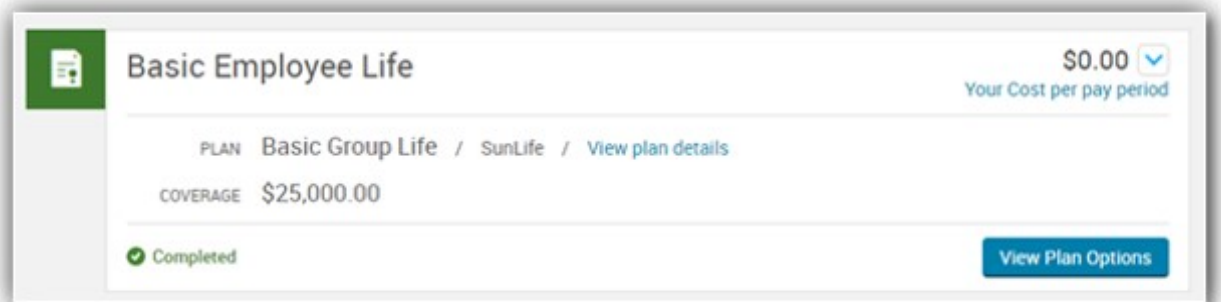 Basic Employee Life
$0.00
Your Cost per pay period
PLAN Basic Group Life / SunLife / View plan details
COVERAGE $25,000.00
Completed
View Plan Options